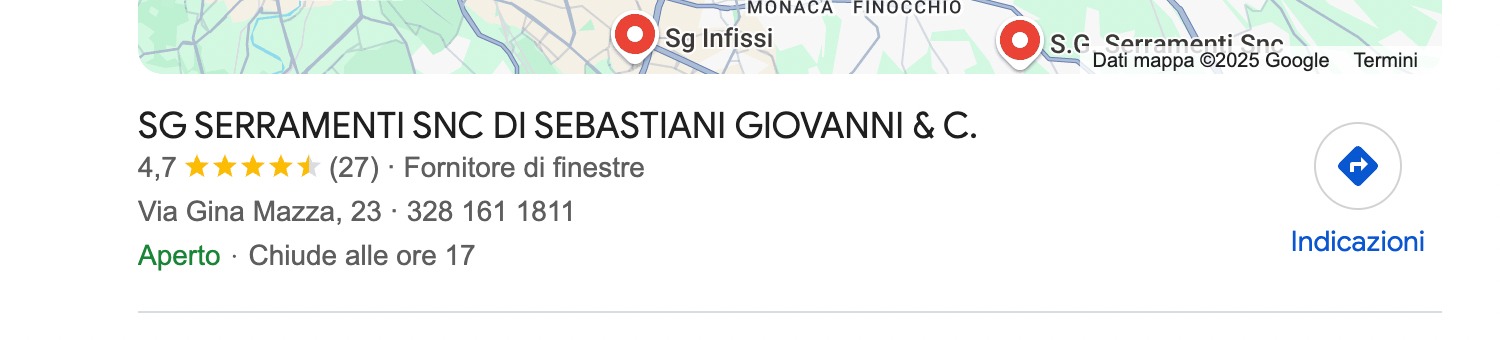 MONACA FINOCCHIO
Sg Infissi
S.G. Serramenti Snc
Dati mappa ©2025 Google Termini
SG SERRAMENTI SNC DI SEBASTIANI GIOVANNI & C.
4,7 (27) · Fornitore di finestre
Via Gina Mazza, 23 · 328 161 1811
Aperto · Chiude alle ore 17
Indicazioni